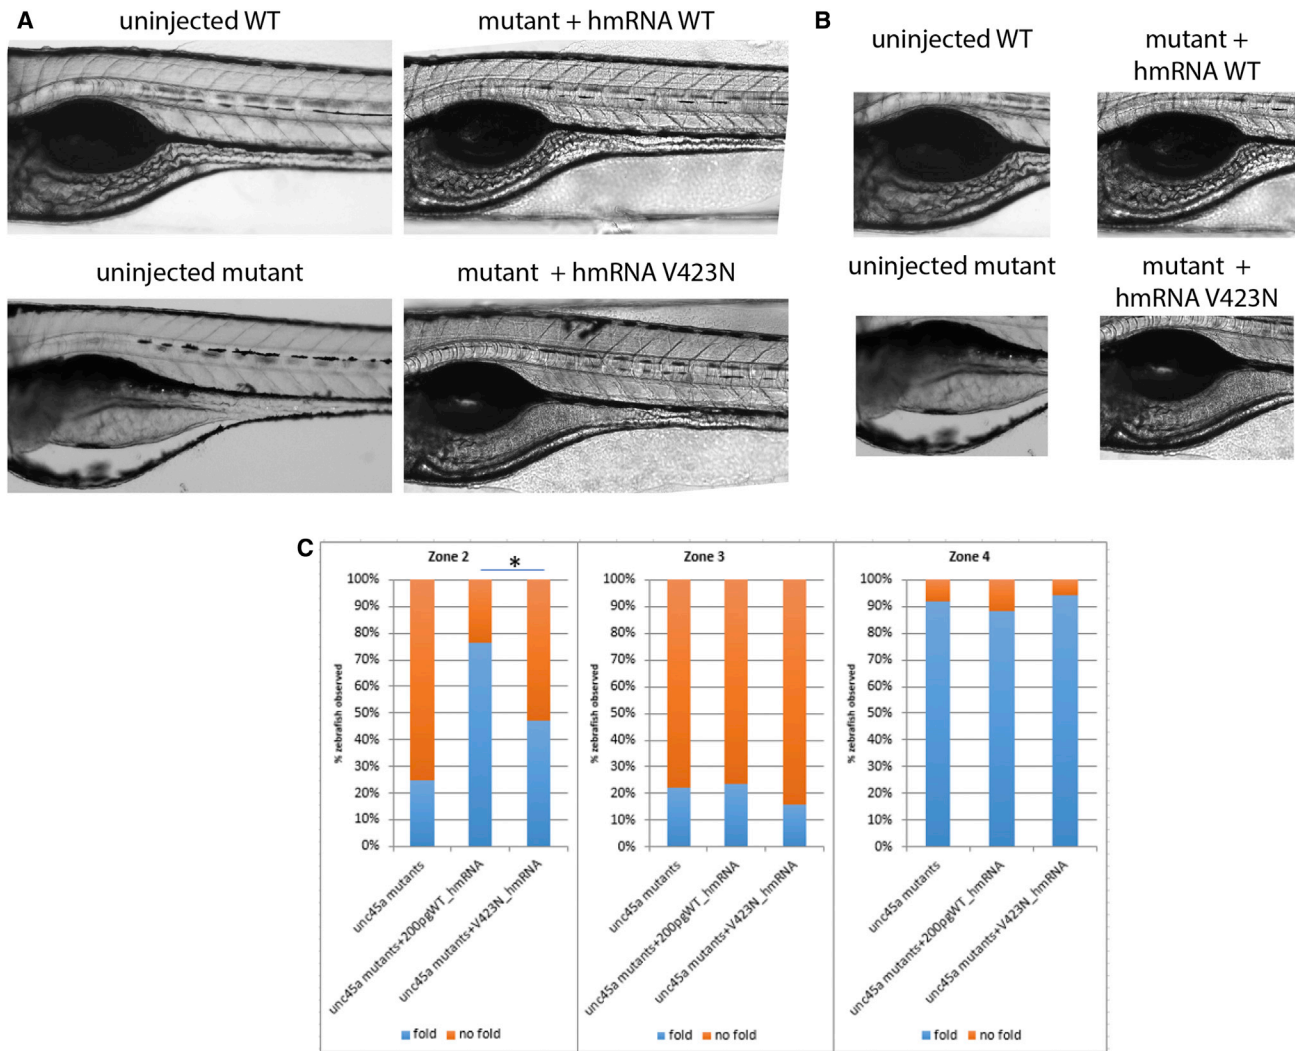 A
uninjected WT
mutant + hmRNA WT
uninjected mutant
mutant + hmRNA V423N
B
uninjected WT
mutant +
hmRNA WT
uninjected mutant
mutant +
hmRNA V423N
C
Zone 2
*
% zebrafish observed
100%
90%
80%
70%
60%
50%
40%
30%
20%
10%
0%
unc45a mutants
unc45a mutants+200pgWT_hmRNA
unc45a mutants+V423N_hmRNA
fold
no fold
Zone 3
% zebrafish observed
100%
90%
80%
70%
60%
50%
40%
30%
20%
10%
0%
unc45a mutants
unc45a mutants+200pgWT_hmRNA
unc45a mutants+V423N_hmRNA
fold
no fold
Zone 4
% zebrafish observed
100%
90%
80%
70%
60%
50%
40%
30%
20%
10%
0%
unc45a mutants
unc45a mutants+200pgWT_hmRNA
unc45a mutants+V423N_hmRNA
fold
no fold